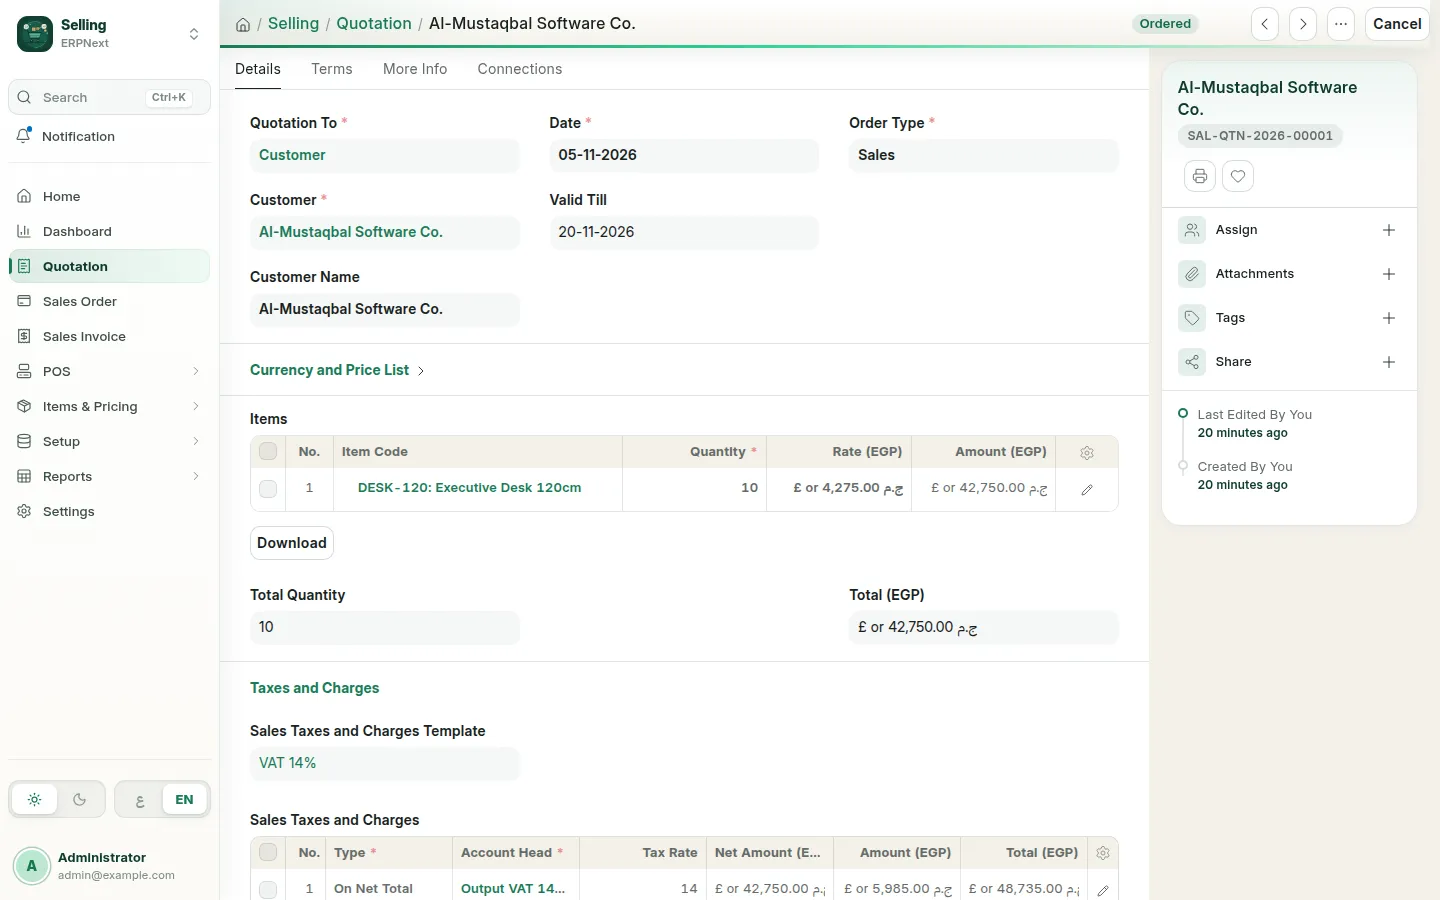 Selling
ERPNext
Search Ctrl+K
Notification
Home
Dashboard
Quotation
Sales Order
Sales Invoice
POS
Items & Pricing
Setup
Reports
Settings
ع EN
A
Administrator
admin@example.com
/ Selling / Quotation / Al-Mustaqbal Software Co.
Ordered
··· Cancel
Details Terms More Info Connections
Quotation To * Date * Order Type *
Customer 05-11-2026 Sales
Customer * Valid Till
Al-Mustaqbal Software Co. 20-11-2026
Customer Name
Al-Mustaqbal Software Co.
Currency and Price List
Items
No. Item Code Quantity * Rate (EGP) Amount (EGP)
1 DESK-120: Executive Desk 120cm 10 £ or 4,275.00 ج.م £ or 42,750.00 ج.م
Download
Total Quantity Total (EGP)
10 £ or 42,750.00 ج.م
Taxes and Charges
Sales Taxes and Charges Template
VAT 14%
Sales Taxes and Charges
No. Type * Account Head * Tax Rate Net Amount (E... Amount (EGP) Total (EGP)
1 On Net Total Output VAT 14... 14 £ or 42,750.00 £ or 5,985.00 ج.م £ or 48,735.00
Al-Mustaqbal Software
Co.
SAL-QTN-2026-00001
Assign
Attachments
Tags
Share
Last Edited By You
20 minutes ago
Created By You
20 minutes ago